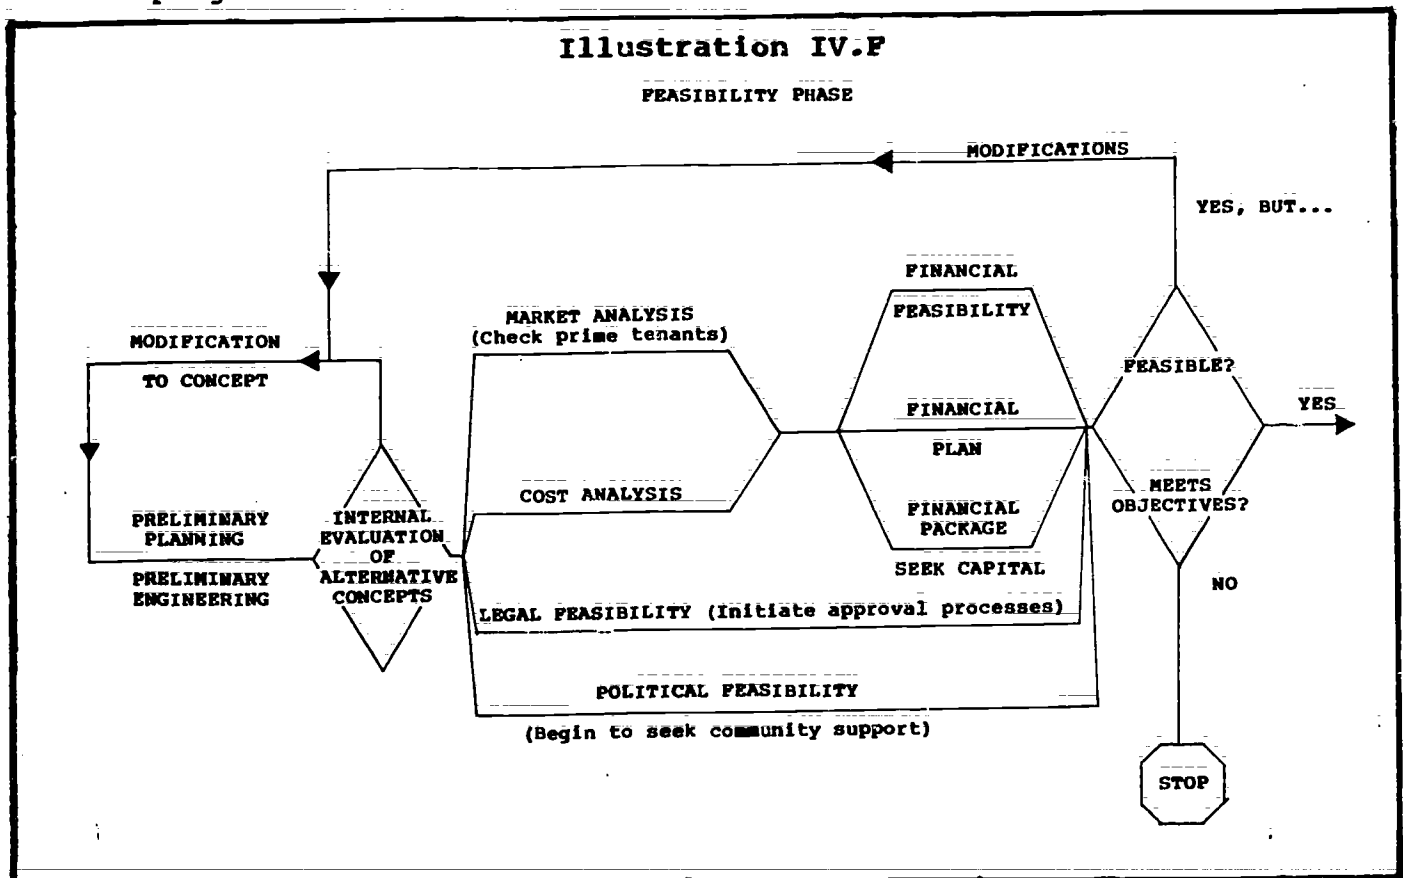 Illustration IV.F
FEASIBILITY PHASE
MODIFICATIONS
YES, BUT...
FINANCIAL
FEASIBILITY
MARKET ANALYSIS
(Check prime tenants)
MODIFICATION
TO CONCEPT
FEASIBLE?
YES
FINANCIAL
PLAN
COST ANALYSIS
MEETS
OBJECTIVES?
FINANCIAL
PACKAGE
SEEK CAPITAL
PRELIMINARY
PLANNING
PRELIMINARY
ENGINEERING
INTERNAL
EVALUATION
OF
ALTERNATIVE
CONCEPTS
NO
LEGAL FEASIBILITY (Initiate approval processes)
POLITICAL FEASIBILITY
(Begin to seek community support)
STOP